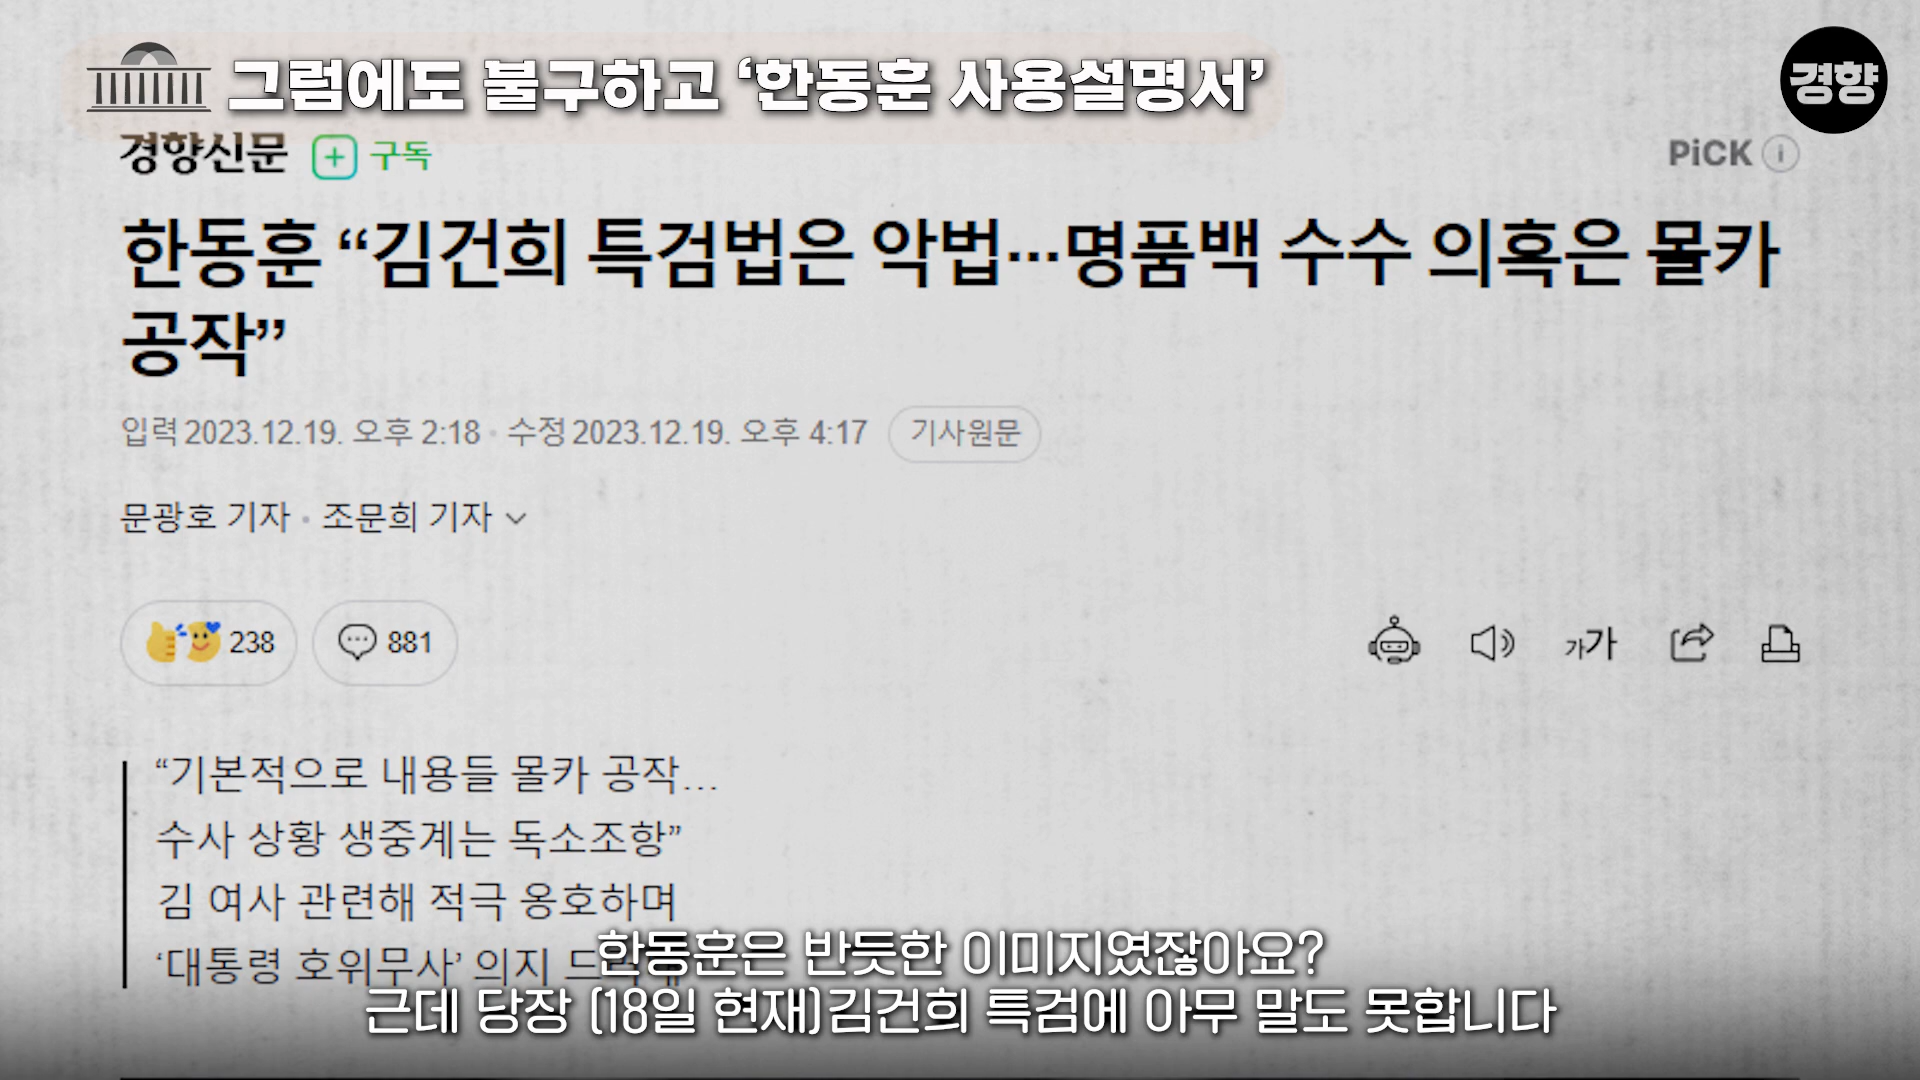 그럼에도 불구하고 ‘한동훈 사용설명서’
경향
경향신문 구독
PiCK
한동훈 “김건희 특검법은 악법…명품백 수수 의혹은 몰카
공작”
입력 2023.12.19. 오후 2:18 · 수정 2023.12.19. 오후 4:17 기사원문
문광호 기자 · 조문희 기자
238 881
가가
“기본적으로 내용들 몰카 공작…
수사 상황 생중계는 독소조항”
김 여사 관련해 적극 옹호하며
‘대통령 호위무사’ 의지
한동훈은 반듯한 이미지였잖아요?
근데 당장 (18일 현재)김건희 특검에 아무 말도 못합니다